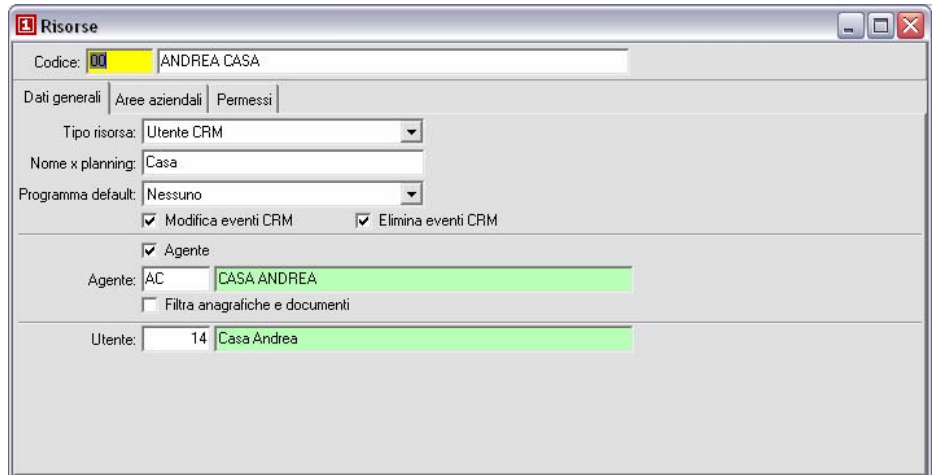 1 Risorse
Codice: 00 ANDREA CASA
Dati generali Aree aziendali Permessi
Tipo risorsa: Utente CRM
Nome x planning: Casa
Programma default: Nessuno
Modifica eventi CRM Elimina eventi CRM
Agente
Agente: AC CASA ANDREA
Filtra anagrafiche e documenti
Utente: 14 Casa Andrea